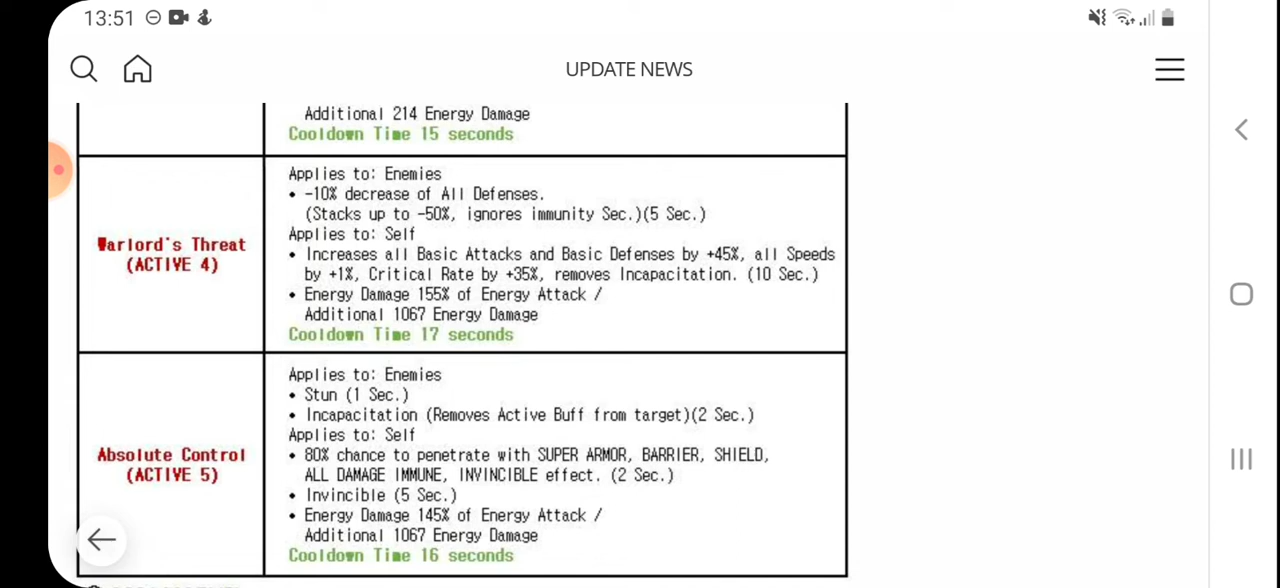 13:51
UPDATE NEWS
Additional 214 Energy Damage
Cooldown Time 15 seconds
Warlord's Threat
(ACTIVE 4)
Applies to: Enemies
• -10% decrease of All Defenses.
(Stacks up to -50%, ignores immunity Sec.)(5 Sec.)
Applies to: Self
• Increases all Basic Attacks and Basic Defenses by +45%, all Speeds
by +1%, Critical Rate by +35%, removes Incapacitation. (10 Sec.)
• Energy Damage 155% of Energy Attack /
Additional 1067 Energy Damage
Cooldown Time 17 seconds
Absolute Control
(ACTIVE 5)
Applies to: Enemies
• Stun (1 Sec.)
• Incapacitation (Removes Active Buff from target)(2 Sec.)
Applies to: Self
• 80% chance to penetrate with SUPER ARMOR, BARRIER, SHIELD,
ALL DAMAGE IMMUNE, INVINCIBLE effect. (2 Sec.)
• Invincible (5 Sec.)
• Energy Damage 145% of Energy Attack /
Additional 1067 Energy Damage
Cooldown Time 16 seconds